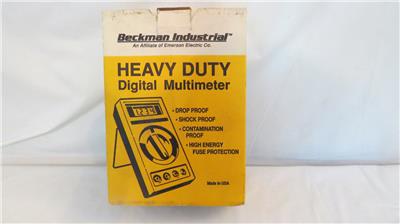 Beckman Industrial™
An Affiliate of Emerson Electric Co.
HEAVY DUTY
Digital Multimeter
• DROP PROOF
• SHOCK PROOF
• CONTAMINATION
PROOF
• HIGH ENERGY
FUSE PROTECTION
Made in USA